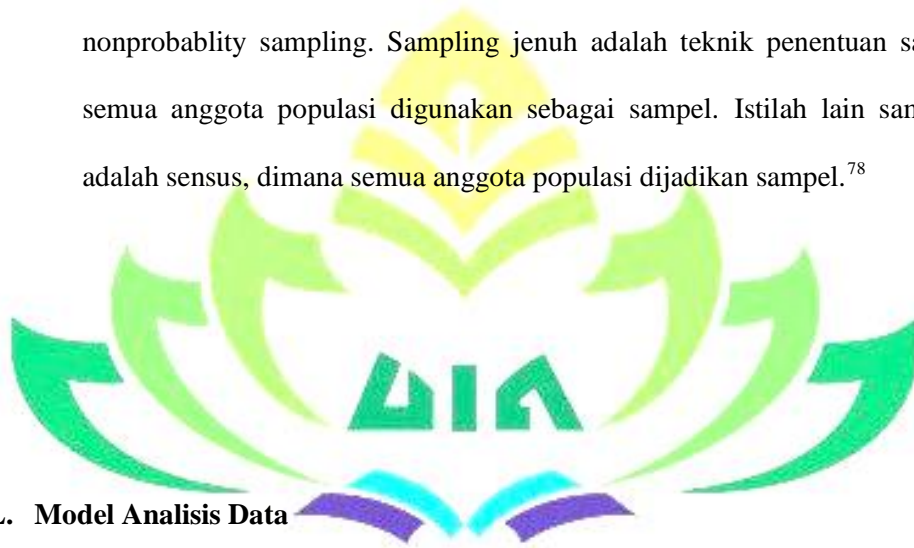 nonprobablity sampling. Sampling jenuh adalah teknik penentuan
semua anggota populasi digunakan sebagai sampel. Istilah lain
adalah sensus, dimana semua anggota populasi dijadikan sampel.78
UIN
Model Analisis Data